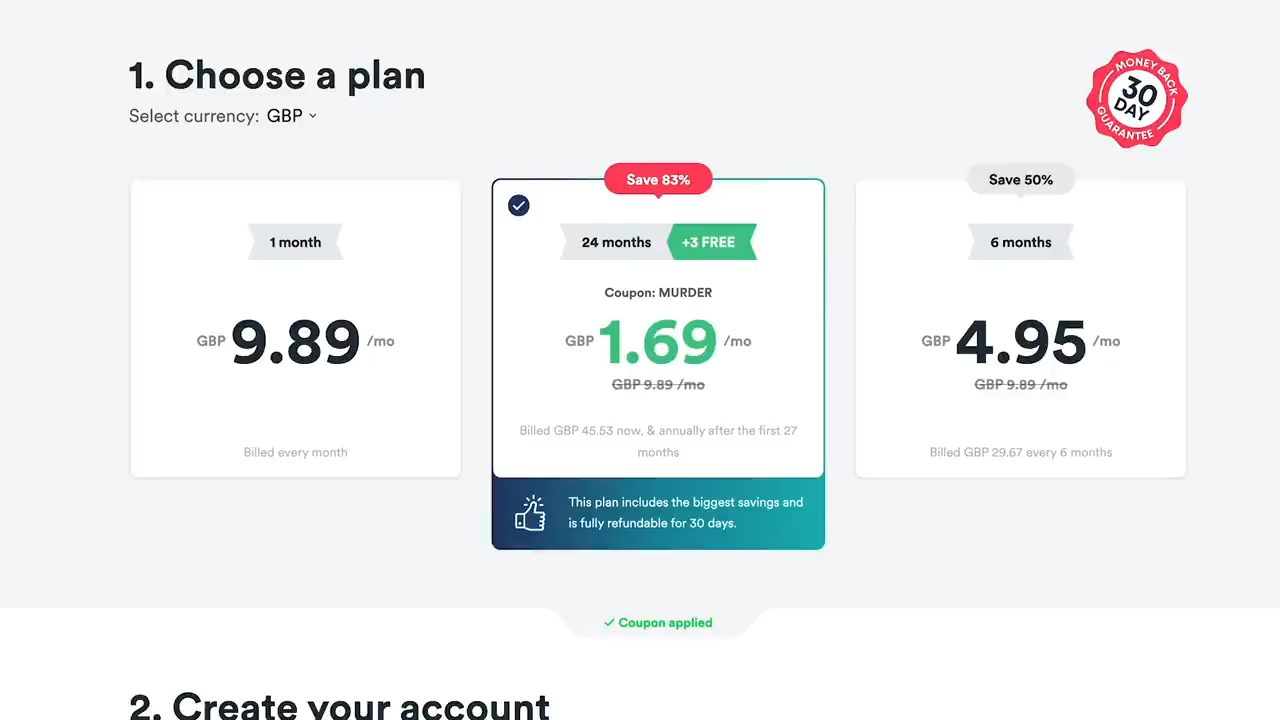 1. Choose a plan
Select currency: GBP
MONEY BACK
30
DAY
GUARANTEE
1 month
GBP 9.89 /mo
Billed every month
Save 83%
24 months +3 FREE
Coupon: MURDER
GBP 1.69 /mo
GBP 9.89 /mo
Billed GBP 45.53 now, & annually after the first 27
months
This plan includes the biggest savings and
is fully refundable for 30 days.
Save 50%
6 months
GBP 4.95 /mo
GBP 9.89 /mo
Billed GBP 29.67 every 6 months
Coupon applied
2. Create your account